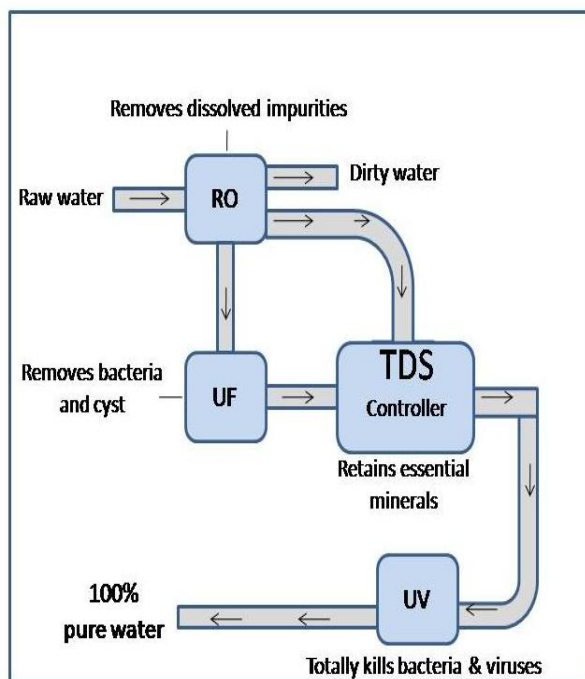 Removes dissolved impurities
Dirty water
Raw water
RO
Removes bacteria
and cyst
UF
TDS
Controller
Retains essential
minerals
100%
pure water
UV
Totally kills bacteria & viruses